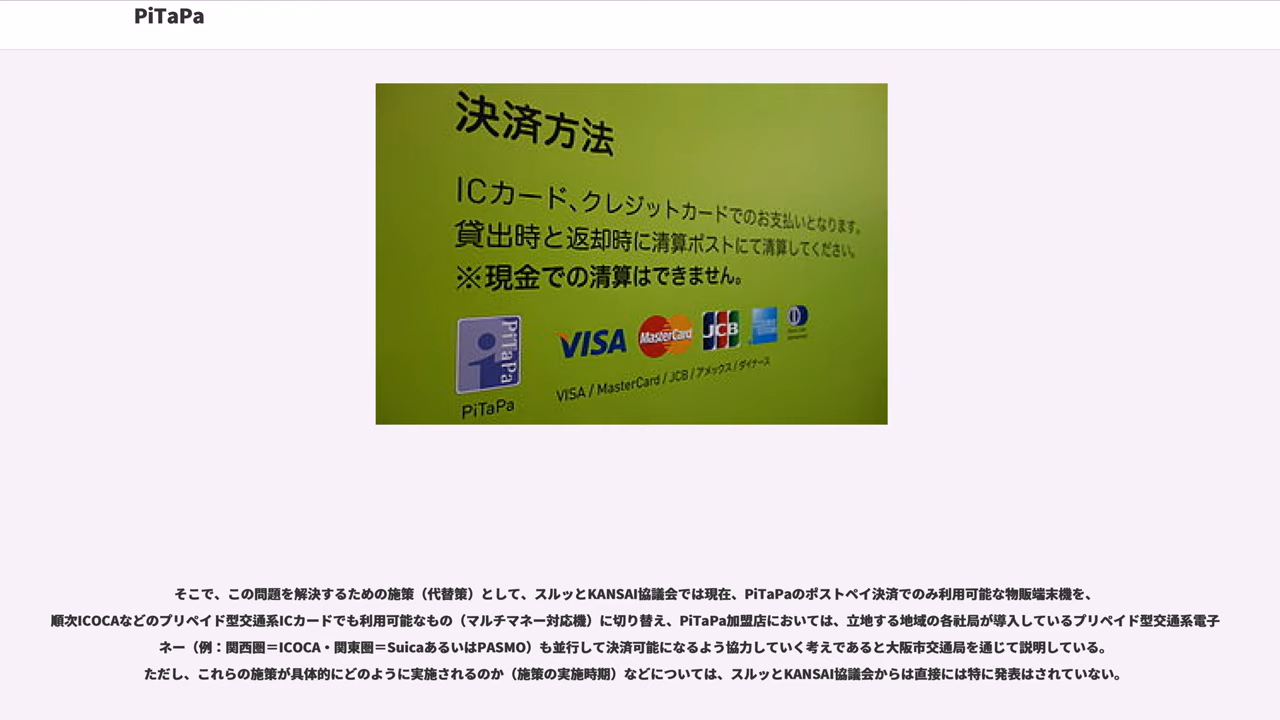 PiTaPa
決済方法
ICカード、クレジットカードでのお支払いとなります。
貸出時と返却時に清算ポストにて清算してください。
※現金での清算はできません。
PiTaPa
VISA
MasterCard
JCB
PiTaPa
VISA / MasterCard / JCB / アメックス / ダイナース
そこで、この問題を解決するための施策（代替策）として、スルッとKANSAI協議会では現在、PiTaPaのポストペイ決済でのみ利用可能な物販端末機を、
順次ICOCAなどのプリペイド型交通系ICカードでも利用可能なもの（マルチマネー対応機）に切り替え、PiTaPa加盟店においては、立地する地域の各社局が導入しているプリペイド型交通系電子
ネー（例：関西圏＝ICOCA・関東圏＝SuicaあるいはPASMO）も並行して決済可能になるよう協力していく考えであると大阪市交通局を通じて説明している。
ただし、これらの施策が具体的にどのように実施されるのか（施策の実施時期）などについては、スルッとKANSAI協議会からは直接には特に発表はされていない。